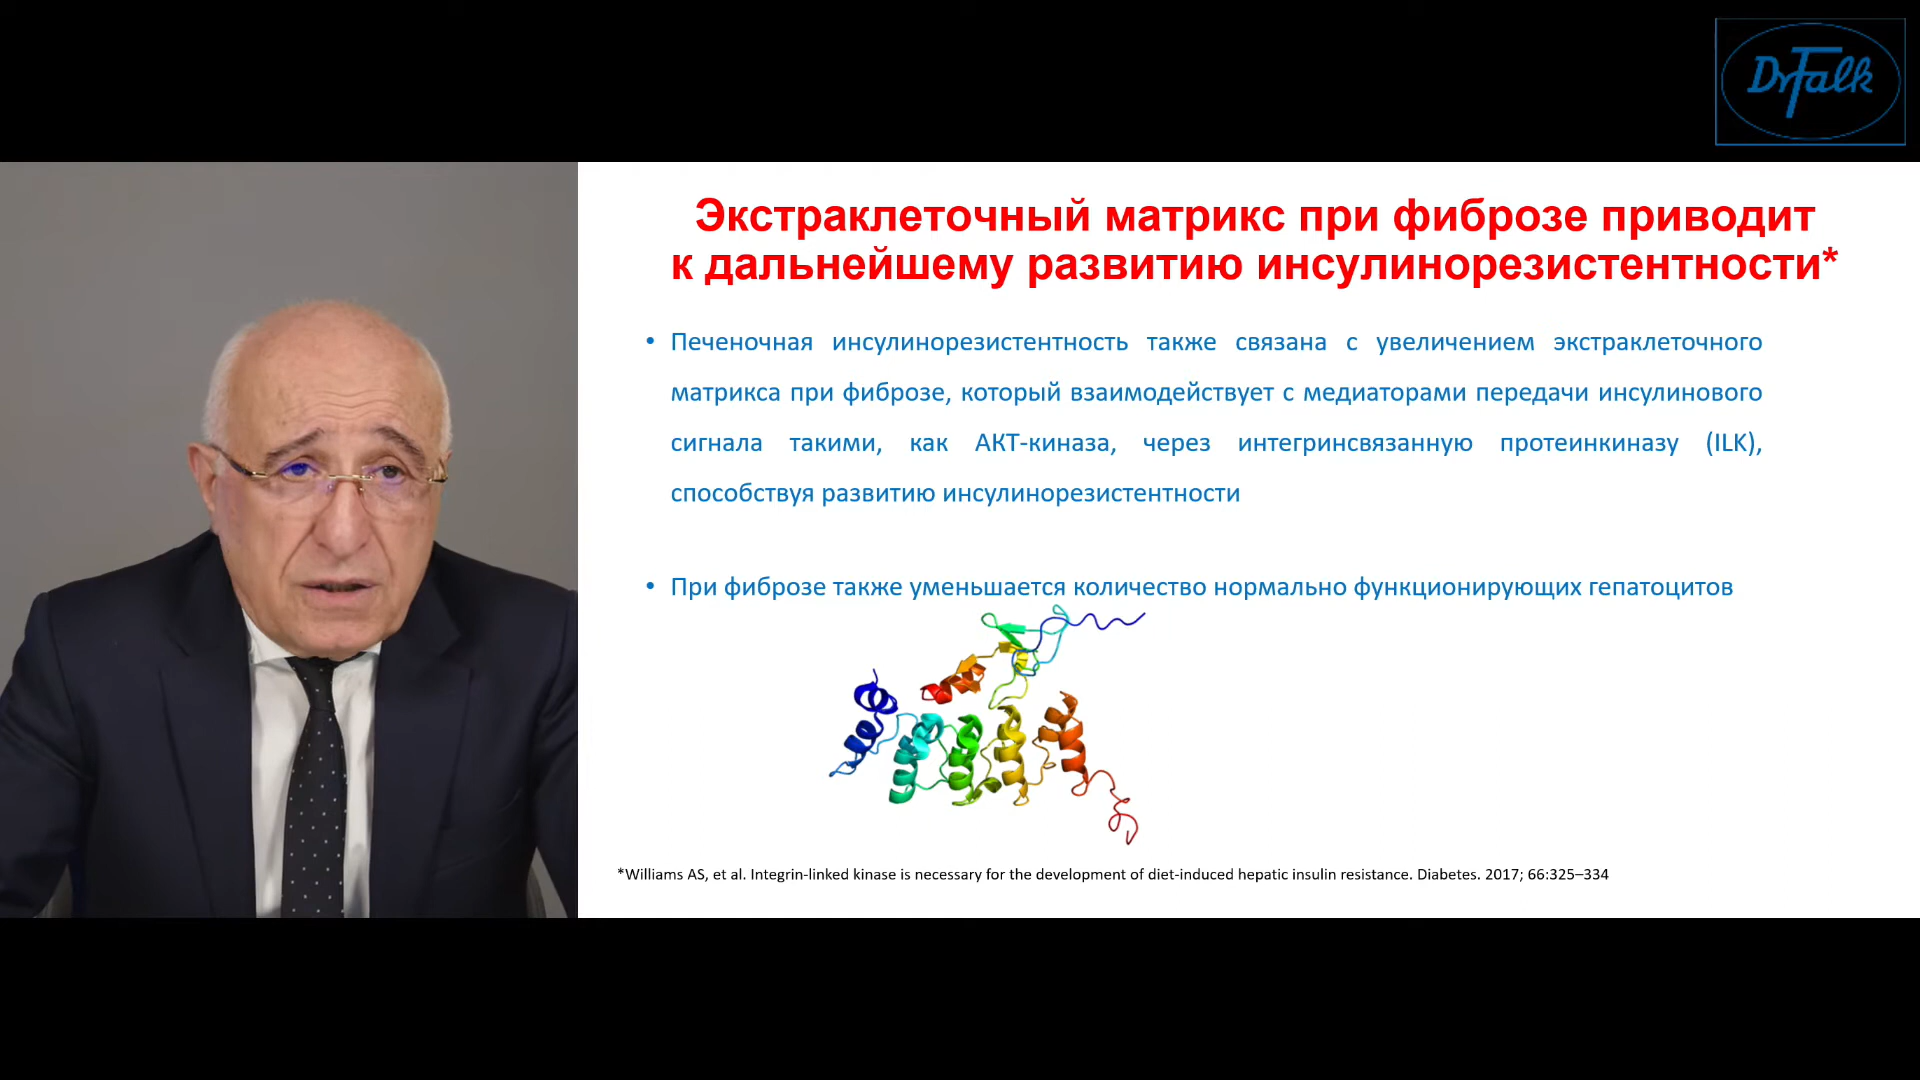 Dr Falk
Экстраклеточный матрикс при фиброзе приводит
к дальнейшему развитию инсулинорезистентности*
• Печеночная инсулинорезистентность также связана с увеличением экстраклеточного
матрикса при фиброзе, который взаимодействует с медиаторами передачи инсулинового
сигнала такими, как АКТ-киназа, через интегринсвязанную протеинкиназу (ILK),
способствуя развитию инсулинорезистентности
• При фиброзе также уменьшается количество нормально функционирующих гепатоцитов
*Williams AS, et al. Integrin-linked kinase is necessary for the development of diet-induced hepatic insulin resistance. Diabetes. 2017; 66:325–334